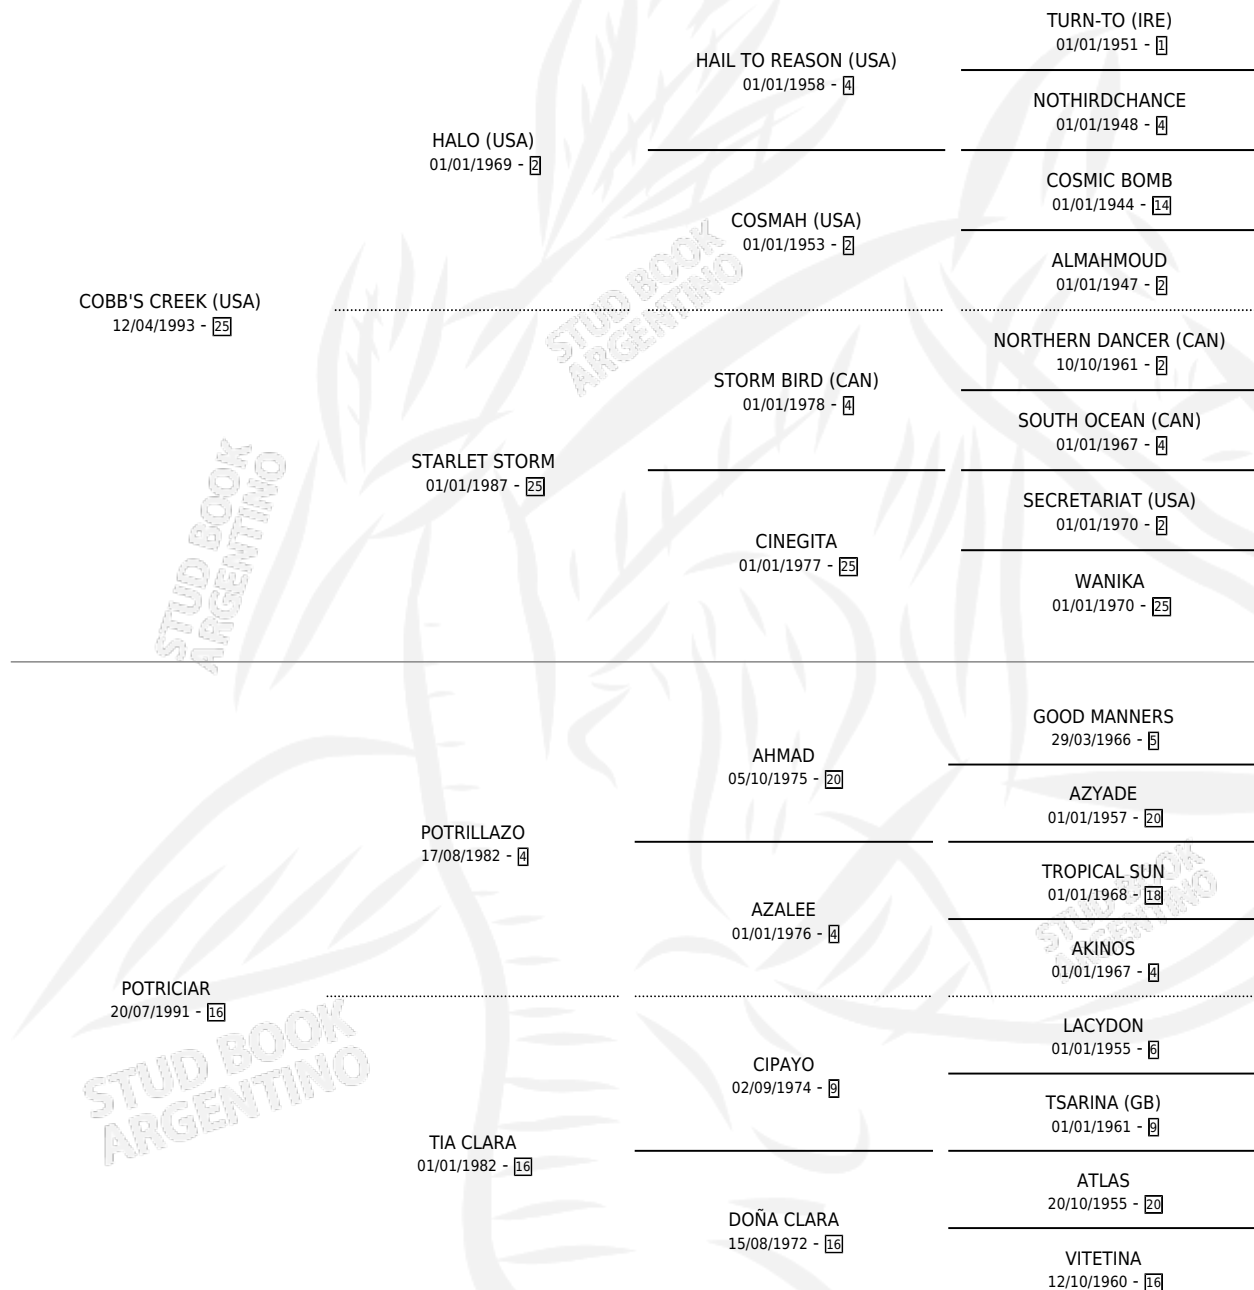 TURN-TO (IRE)
01/01/1951 - 1
HAIL TO REASON (USA)
01/01/1958 - 4
NOTHIRDCHANCE
01/01/1948 - 4
HALO (USA)
01/01/1969 - 2
COSMIC BOMB
01/01/1944 - 14
COSMAH (USA)
01/01/1953 - 2
ALMAHMOUD
01/01/1947 - 2
COBB'S CREEK (USA)
12/04/1993 - 25
NORTHERN DANCER (CAN)
10/10/1961 - 2
STORM BIRD (CAN)
01/01/1978 - 4
SOUTH OCEAN (CAN)
01/01/1967 - 4
STARLET STORM
01/01/1987 - 25
SECRETARIAT (USA)
01/01/1970 - 2
CINEGITA
01/01/1977 - 25
WANIKA
01/01/1970 - 25
GOOD MANNERS
29/03/1966 - 5
AHMAD
05/10/1975 - 20
AZYADE
01/01/1957 - 20
POTRILLAZO
17/08/1982 - 4
TROPICAL SUN
01/01/1968 - 18
AZALEE
01/01/1976 - 4
AKINOS
01/01/1967 - 4
POTRICIAR
20/07/1991 - 16
LACYDON
01/01/1955 - 6
CIPAYO
02/09/1974 - 9
TSARINA (GB)
01/01/1961 - 9
TIA CLARA
01/01/1982 - 16
ATLAS
20/10/1955 - 20
DOÑA CLARA
15/08/1972 - 16
VITETINA
12/10/1960 - 16
STUD BOOK
ARGENTINO
STUD BOOK
ARGENTINO
STUD BOOK
ARGENTINO
STUD BOOK
ARGENTINO